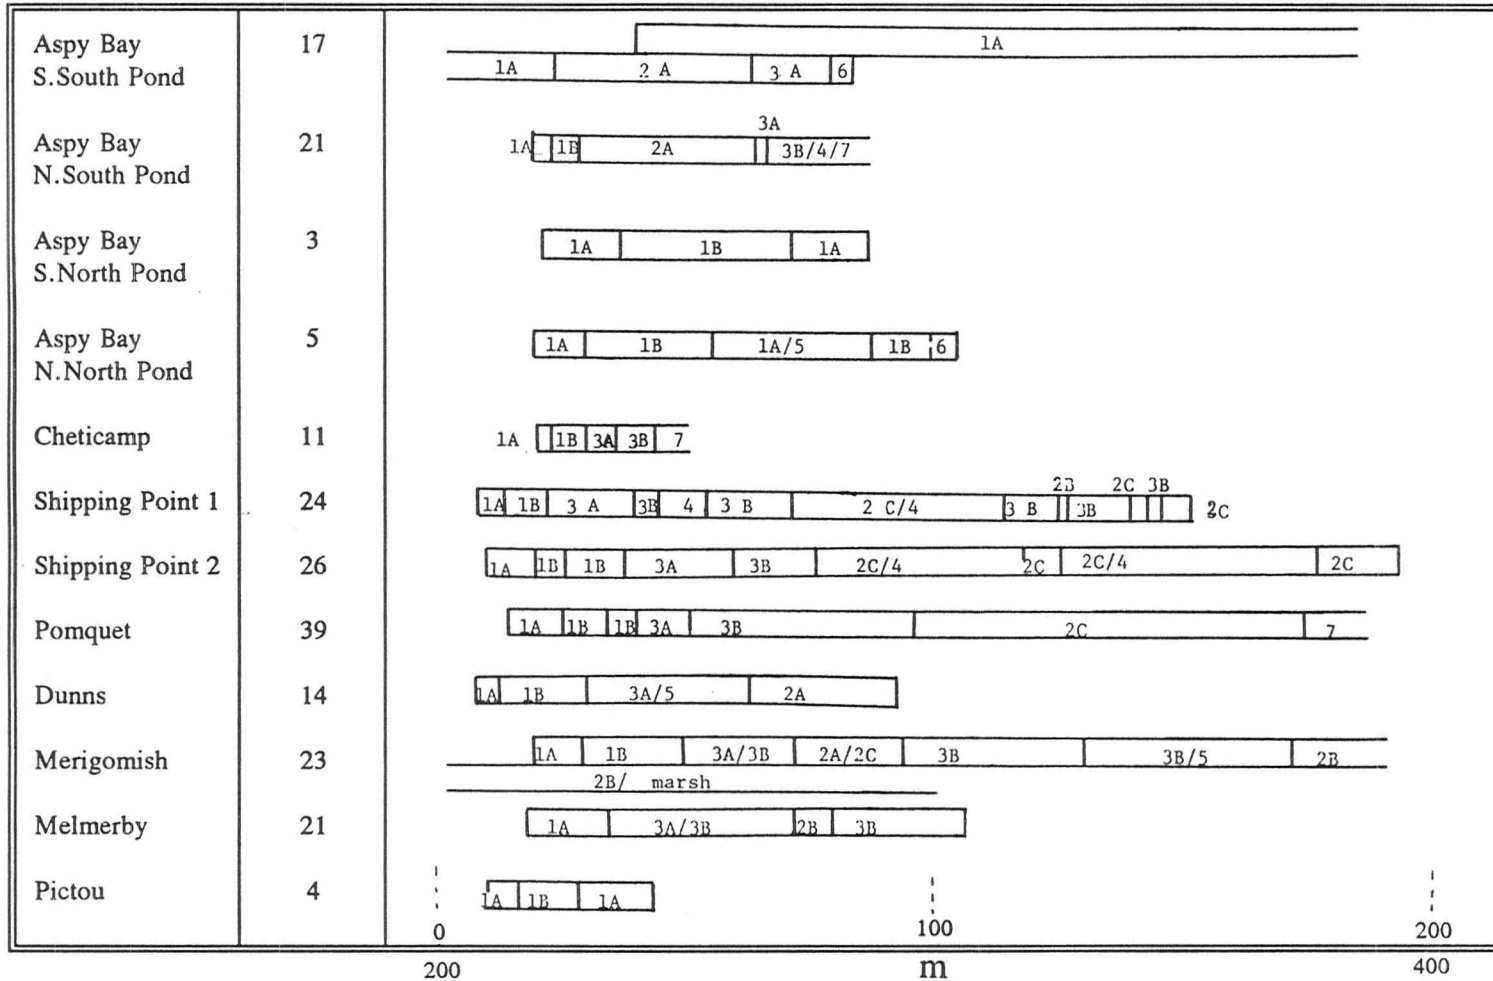 Aspy Bay 17 1A
S.South Pond 1A 2 A 3 A 6
3A
Aspy Bay 21 1A 1B 2A 3B/4/7
N.South Pond
Aspy Bay 3 1A 1B 1A
S.North Pond
Aspy Bay 5 1A 1B 1A/5 1B 6
N.North Pond
Cheticamp 11 1A 1B 3A 3B 7
2B 2C 3B
Shipping Point 1 24 1A 1B 3 A 3B 4 3 B 2 C/4 3 B 3B 2C
Shipping Point 2 26 1A 1B 1B 3A 3B 2C/4 2C 2C/4 2C
Pomquet 39 1A 1B 1B 3A 3B 2C 7
Dunns 14 1A 1B 3A/5 2A
Merigomish 23 1A 1B 3A/3B 2A/2C 3B 3B/5 2B
2B/ marsh
Melmerby 21 1A 3A/3B 2B 3B
Pictou 4 1A 1B 1A
0 100 200
200 m 400